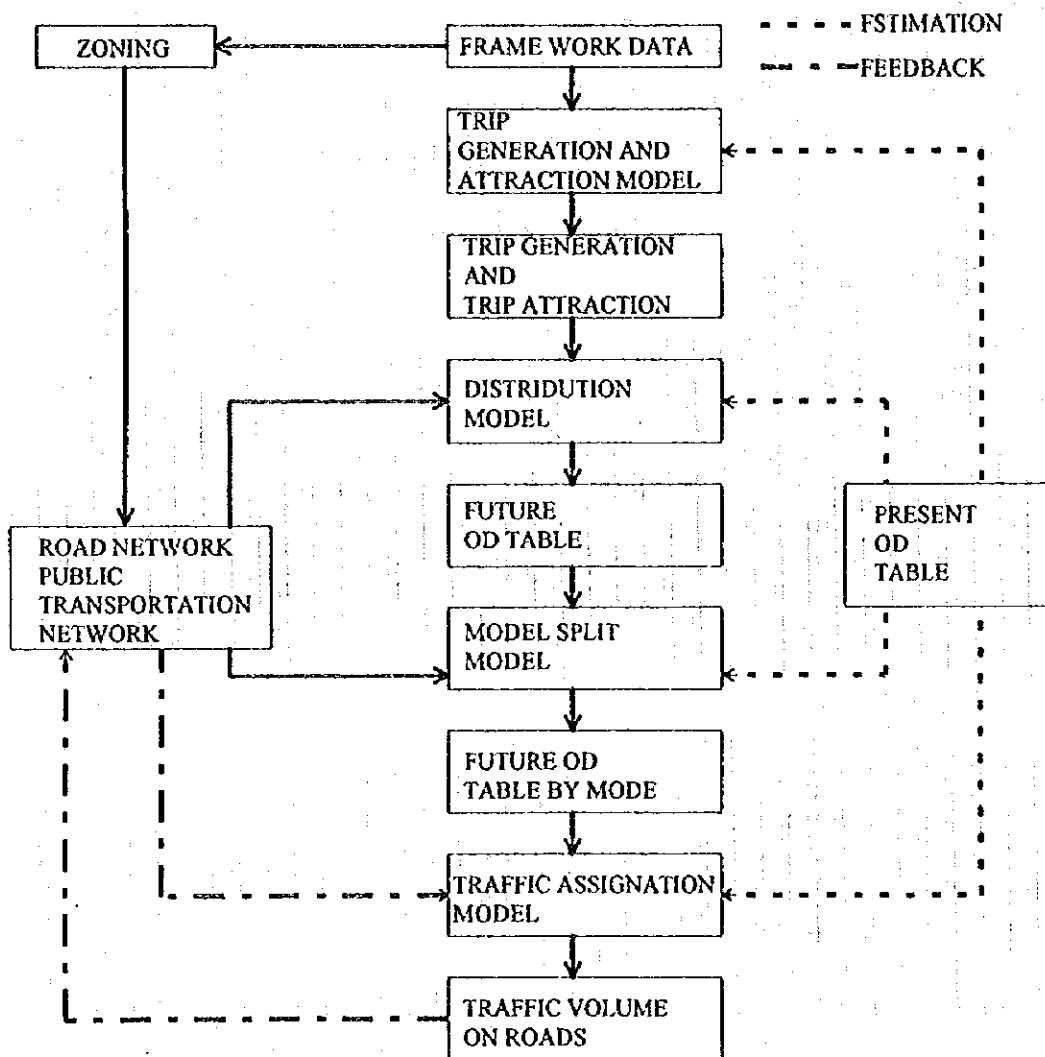 ZONING
FRAME WORK DATA
FSTIMATION
FEEDBACK
TRIP
GENERATION AND
ATTRACTION MODEL
TRIP GENERATION
AND
TRIP ATTRACTION
DISTRIDUTION
MODEL
FUTURE
OD TABLE
PRESENT
OD
TABLE
ROAD NETWORK
PUBLIC
TRANSPORTATION
NETWORK
MODEL SPLIT
MODEL
FUTURE OD
TABLE BY MODE
TRAFFIC ASSIGNATION
MODEL
TRAFFIC VOLUME
ON ROADS